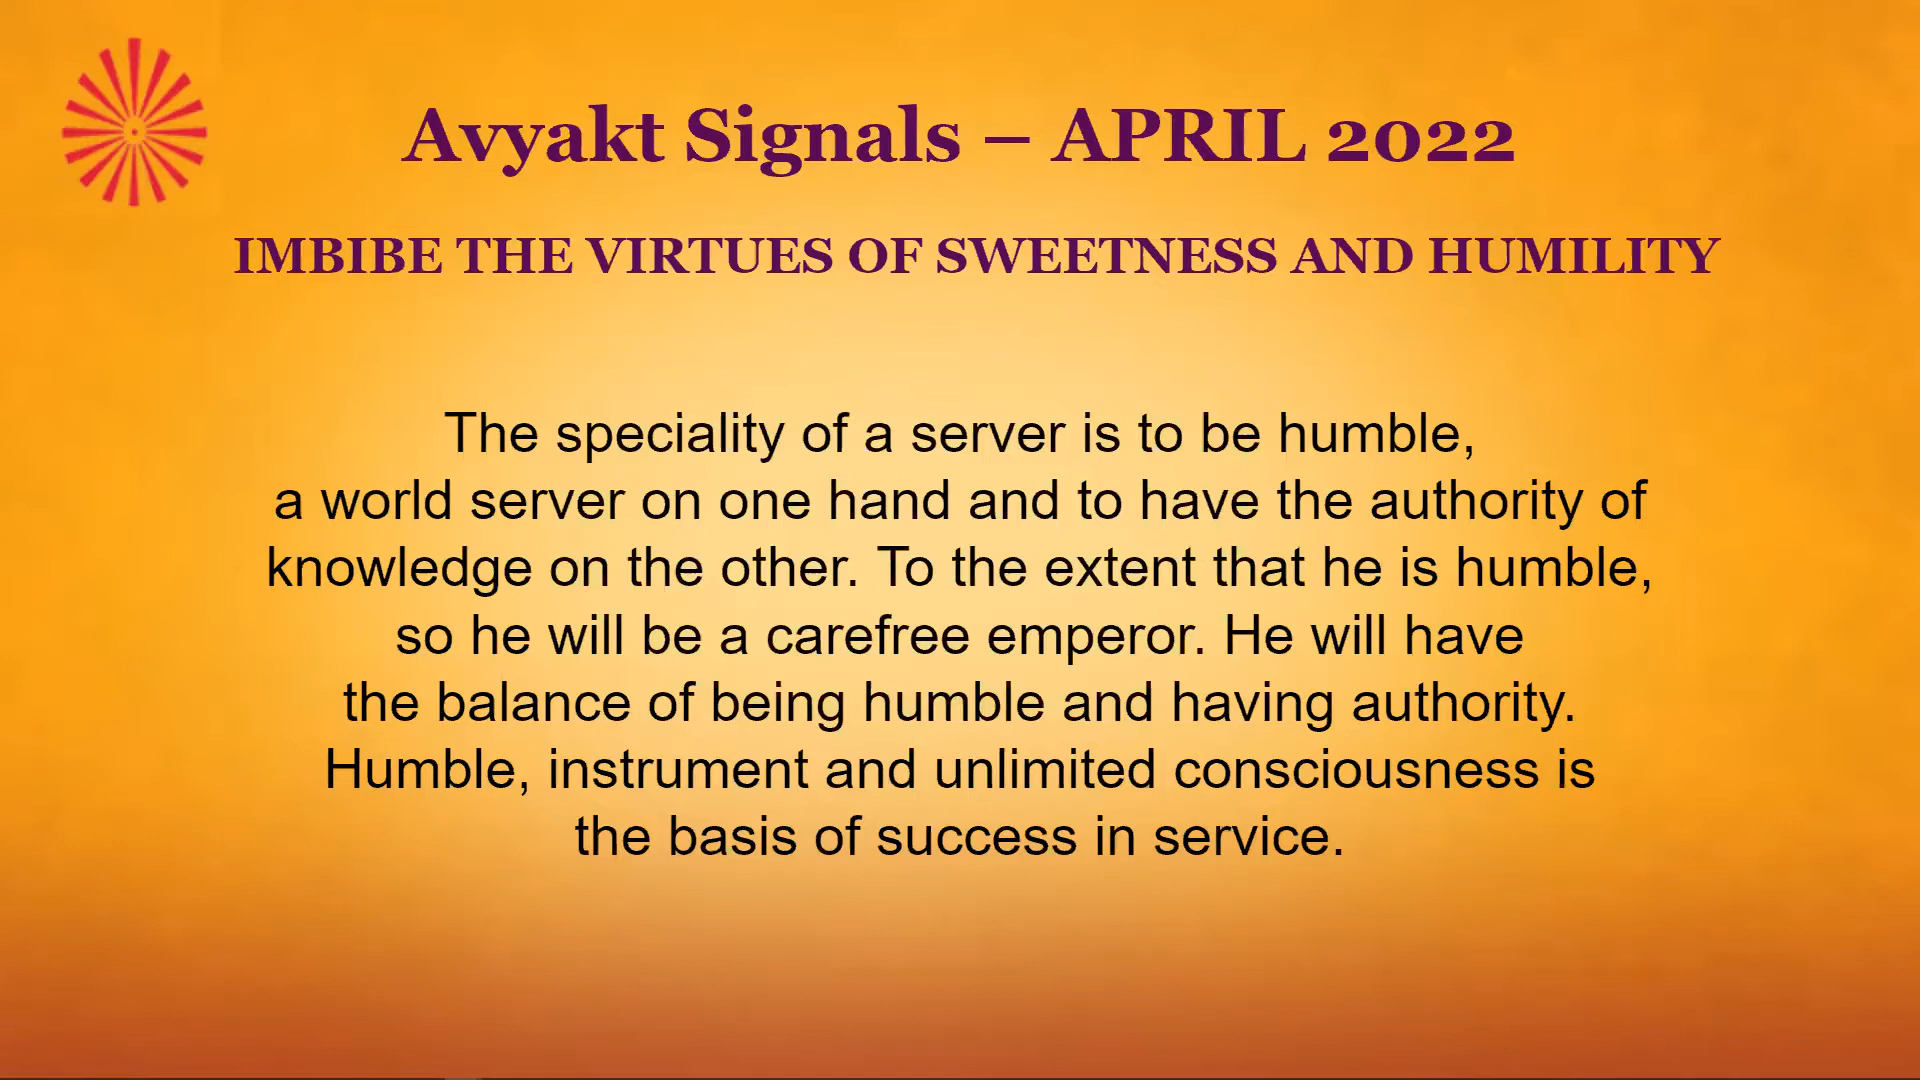 Avyakt Signals – APRIL 2022
IMBIBE THE VIRTUES OF SWEETNESS AND HUMILITY
The speciality of a server is to be humble,
a world server on one hand and to have the authority of
knowledge on the other. To the extent that he is humble,
so he will be a carefree emperor. He will have
the balance of being humble and having authority.
Humble, instrument and unlimited consciousness is
the basis of success in service.